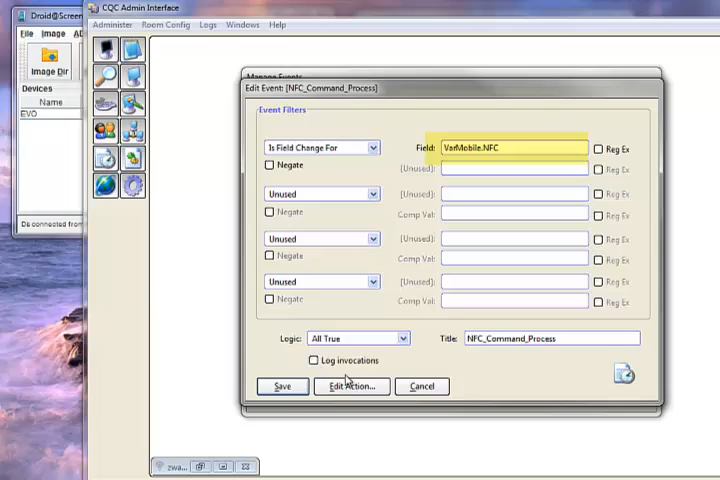 Droid@Screen
File Image AD
Image Dir
Devices
Name
EVO
Ds connected from
CQC Admin Interface
Administer Room Config Logs Windows Help
Manage Events
Edit Event: [NFC_Command_Process]
Event Filters
Is Field Change For Field: VarMobile.NFC Reg Ex
Negate [Unused]: Reg Ex
Unused [Unused]: Reg Ex
Negate Comp Val: Reg Ex
Unused [Unused]: Reg Ex
Negate Comp Val: Reg Ex
Unused [Unused]: Reg Ex
Negate Comp Val: Reg Ex
Logic: All True Title: NFC_Command_Process
Log invocations
Save Edit Action... Cancel
zwa...